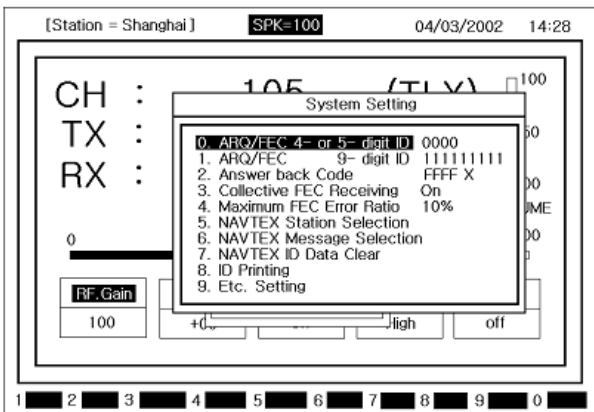 [Station = Shanghai] SPK=100 04/03/2002 14:28
CH : 105 (TLX) 100
System Setting
TX :
0. ARQ/FEC 4- or 5- digit ID 0000
1. ARQ/FEC 9- digit ID 111111111
2. Answer back Code FFFF X
RX :
3. Collective FEC Receiving On
4. Maximum FEC Error Ratio 10%
5. NAVTEX Station Selection
6. NAVTEX Message Selection
0
7. NAVTEX ID Data Clear
8. ID Printing
9. Etc. Setting
RF.Gain
100 High off
1 2 3 4 5 6 7 8 9 0